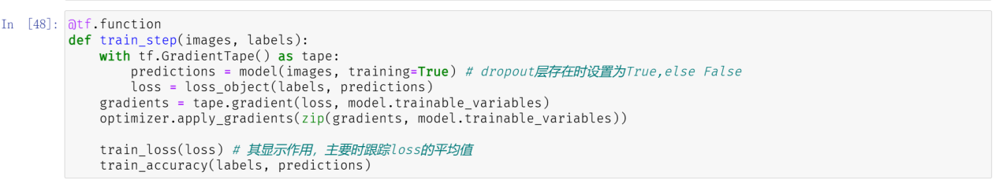 In [48]: @tf.function
def train_step(images, labels):
    with tf.GradientTape() as tape:
        predictions = model(images, training=True) # dropout层存在时设置为True,else False
        loss = loss_object(labels, predictions)
    gradients = tape.gradient(loss, model.trainable_variables)
    optimizer.apply_gradients(zip(gradients, model.trainable_variables))

    train_loss(loss) # 其显示作用，主要时跟踪loss的平均值
    train_accuracy(labels, predictions)